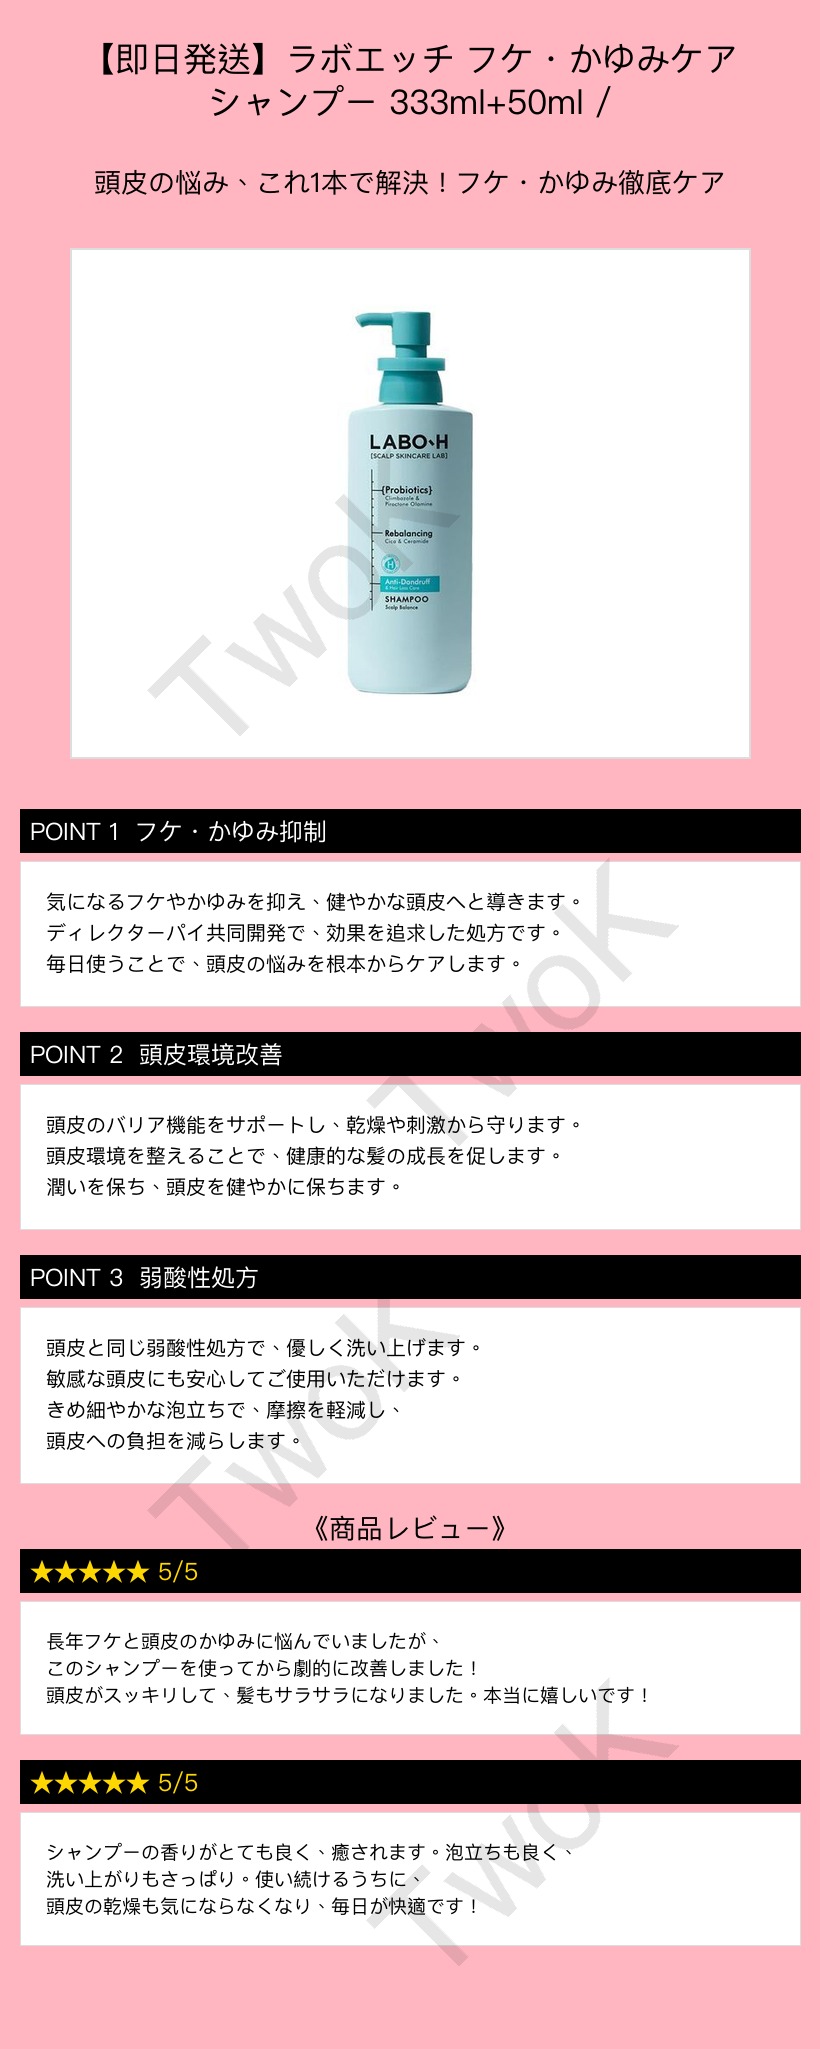 【即日発送】ラボエッチ フケ・かゆみケア
シャンプー 333ml+50ml /
頭皮の悩み、これ1本で解決！フケ・かゆみ徹底ケア
LABO-H
[SCALP SKINCARE LAB]
{Probiotics}
Climbazole &
Piroctone Olamine
Rebalancing
Cica & Ceramide
H
Anti-Dandruff
& Hair Loss Care
SHAMPOO
Scalp Balance
TwoK
POINT 1 フケ・かゆみ抑制
気になるフケやかゆみを抑え、健やかな頭皮へと導きます。
ディレクターパイ共同開発で、効果を追求した処方です。
毎日使うことで、頭皮の悩みを根本からケアします。
TwoK
POINT 2 頭皮環境改善
頭皮のバリア機能をサポートし、乾燥や刺激から守ります。
頭皮環境を整えることで、健康的な髪の成長を促します。
潤いを保ち、頭皮を健やかに保ちます。
POINT 3 弱酸性処方
頭皮と同じ弱酸性処方で、優しく洗い上げます。
敏感な頭皮にも安心してご使用いただけます。
きめ細やかな泡立ちで、摩擦を軽減し、
頭皮への負担を減らします。
TwoK
《商品レビュー》
★★★★★ 5/5
長年フケと頭皮のかゆみに悩んでいましたが、
このシャンプーを使ってから劇的に改善しました！
頭皮がスッキリして、髪もサラサラになりました。本当に嬉しいです！
★★★★★ 5/5
シャンプーの香りがとても良く、癒されます。泡立ちも良く、
洗い上がりもさっぱり。使い続けるうちに、
頭皮の乾燥も気にならなくなり、毎日が快適です！
TwoK